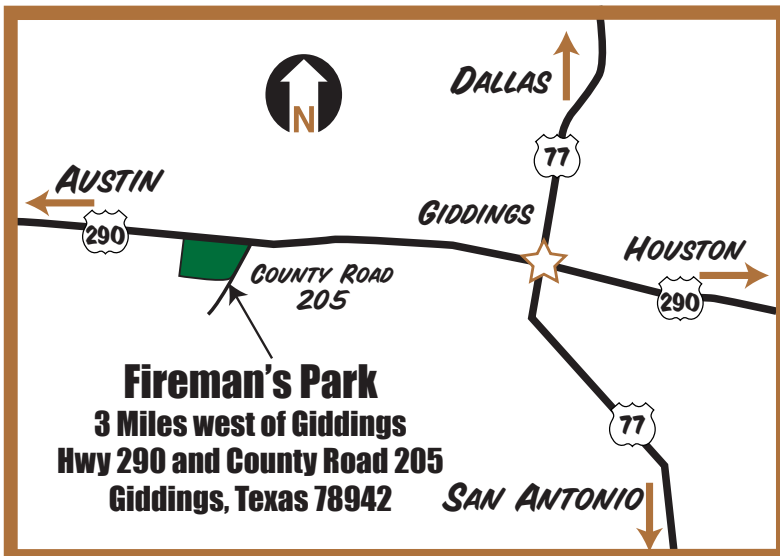 N
DALLAS
77
AUSTIN
290
GIDDINGS
HOUSTON
290
COUNTY ROAD
205
Fireman's Park
3 Miles west of Giddings
Hwy 290 and County Road 205
Giddings, Texas 78942
77
SAN ANTONIO